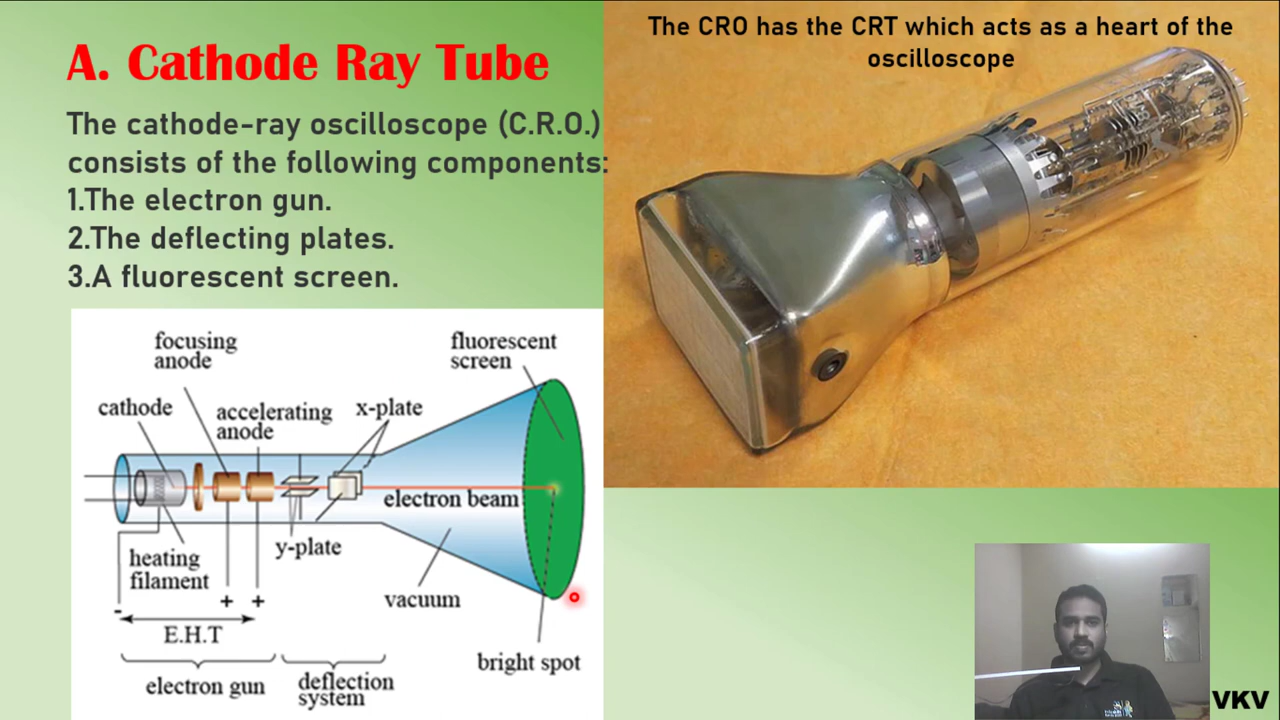 A. Cathode Ray Tube
The cathode-ray oscilloscope (C.R.O.)
consists of the following components:
1.The electron gun.
2.The deflecting plates.
3.A fluorescent screen.
The CRO has the CRT which acts as a heart of the
oscilloscope
focusing
anode
fluorescent
screen
cathode
accelerating
anode
x-plate
electron beam
heating
filament
y-plate
vacuum
-
+ +
E.H.T
bright spot
electron gun
deflection
system
VKV